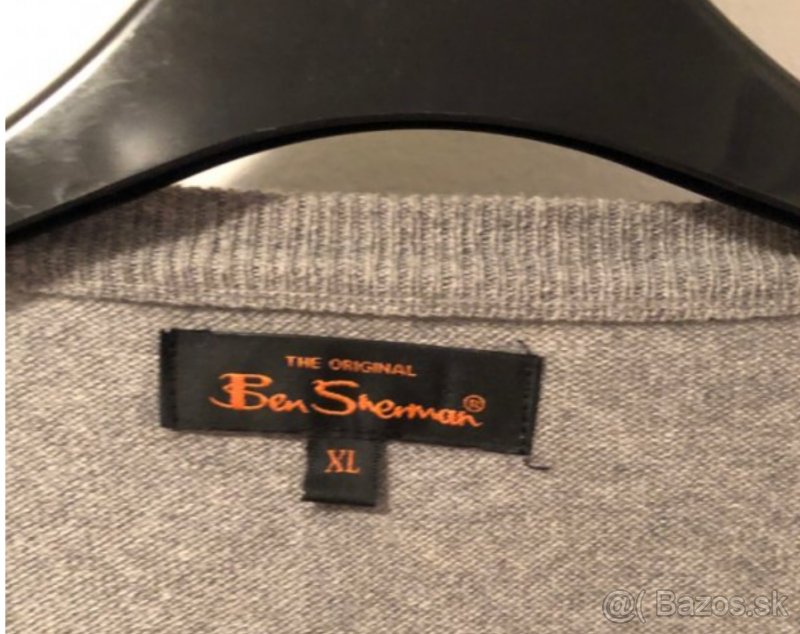 THE ORIGINAL
Ben Sherman®
XL
@( Bazos.sk